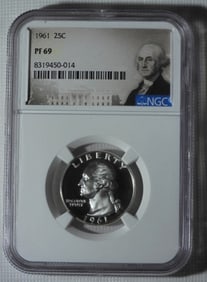 1961 25C
PF 69
8319450-014
NGC
LIBERTY
IN GOD WE
TRUST
1961